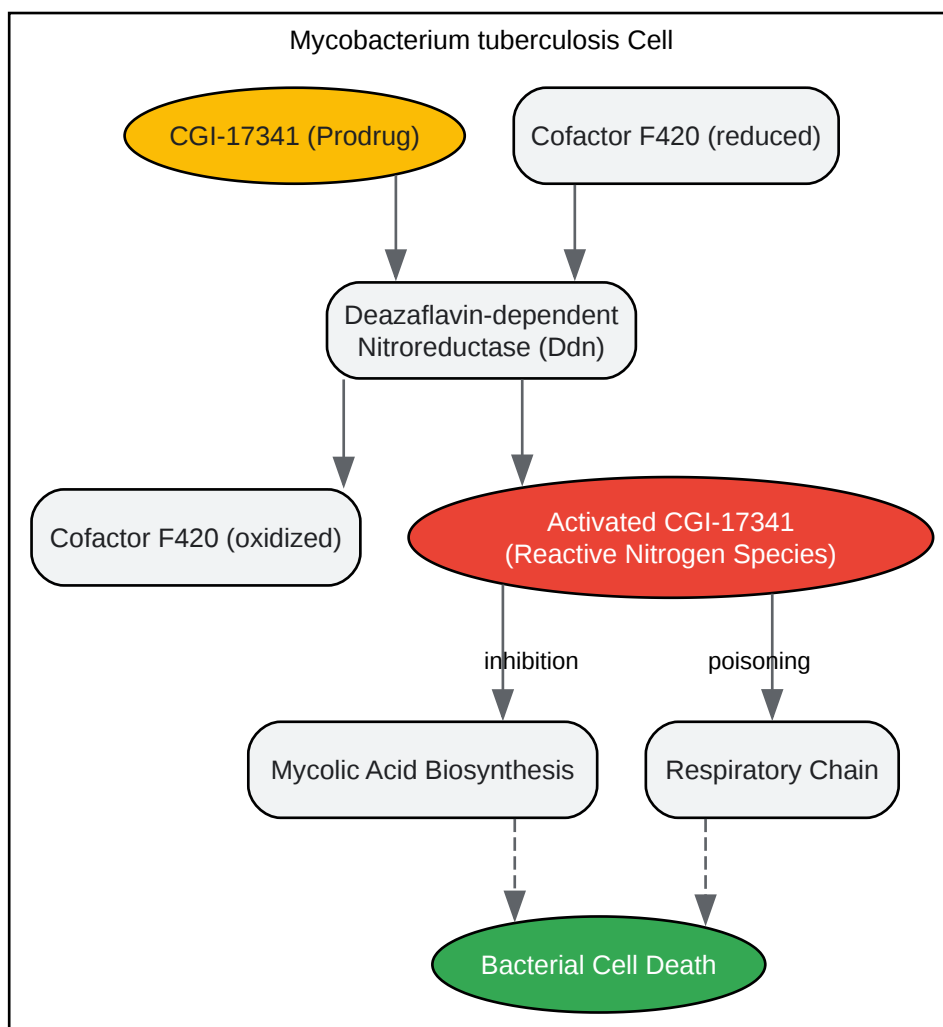 Mycobacterium tuberculosis Cell
CGI-17341 (Prodrug)
Cofactor F420 (reduced)
Deazaflavin-dependent
Nitroreductase (Ddn)
Cofactor F420 (oxidized)
Activated CGI-17341
(Reactive Nitrogen Species)
inhibition
poisoning
Mycolic Acid Biosynthesis
Respiratory Chain
Bacterial Cell Death